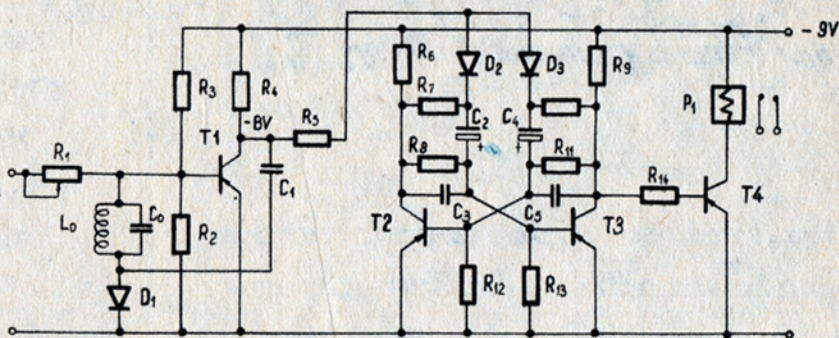 - 9V
R6
D2
D3
R9
R3
R4
R7
P1
-8V
R5
C2
C4
+
+
T1
R8
R11
R1
C1
R14
T4
C3
C5
L0
C0
R2
T2
T3
D1
R12
R13